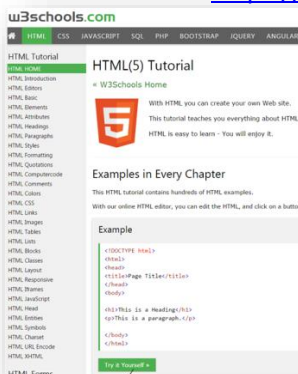 w3schools.com
HTML CSS JAVASCRIPT SQL PHP BOOTSTRAP JQUERY ANGULAR
HTML Tutorial
HTML HOME
HTML Introduction
HTML Editors
HTML Basic
HTML Elements
HTML Attributes
HTML Headings
HTML Paragraphs
HTML Styles
HTML Formatting
HTML Quotations
HTML Computercode
HTML Comments
HTML Colors
HTML CSS
HTML Links
HTML Images
HTML Tables
HTML Lists
HTML Blocks
HTML Classes
HTML Layout
HTML Responsive
HTML Iframes
HTML JavaScript
HTML Head
HTML Entities
HTML Symbols
HTML Charset
HTML URL Encode
HTML XHTML
HTML Forms
HTML(5) Tutorial
« W3Schools Home
5
With HTML you can create your own Web site.
This tutorial teaches you everything about HTML
HTML is easy to learn - You will enjoy it.
Examples in Every Chapter
This HTML tutorial contains hundreds of HTML examples.
With our online HTML editor, you can edit the HTML, and click on a butto
Example
<!DOCTYPE html>
<html>
<head>
<title>Page Title</title>
</head>
<body>
<h1>This is a Heading</h1>
<p>This is a paragraph.</p>
</body>
</html>
Try it Yourself »